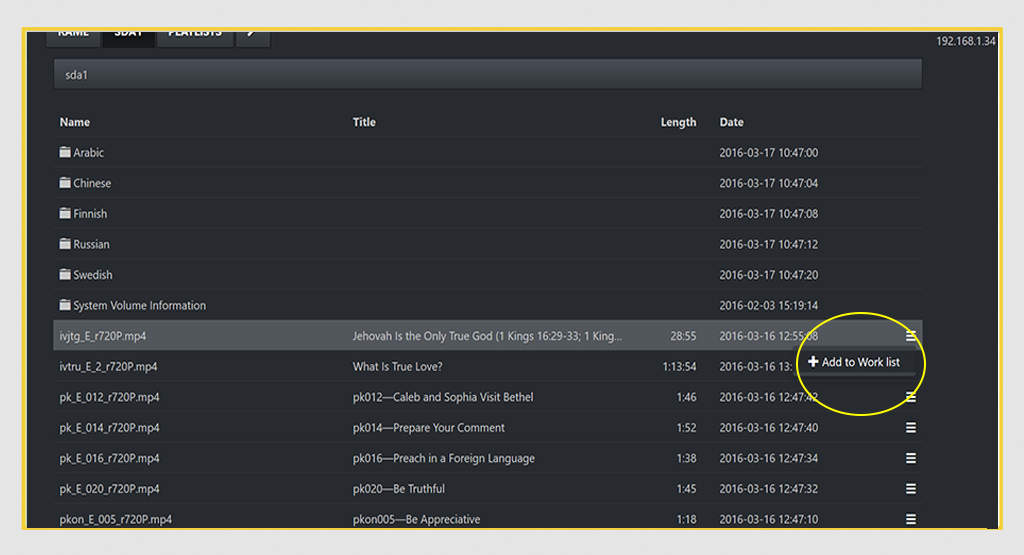 RAME SDA1 PLAYLISTS
192.168.1.34
sda1
Name Title Length Date
Arabic 2016-03-17 10:47:00
Chinese 2016-03-17 10:47:04
Finnish 2016-03-17 10:47:08
Russian 2016-03-17 10:47:12
Swedish 2016-03-17 10:47:20
System Volume Information 2016-02-03 15:19:14
ivjtg_E_r720P.mp4 Jehovah Is the Only True God (1 Kings 16:29-33; 1 King... 28:55 2016-03-16 12:55:08
Add to Work list
ivtru_E_2_r720P.mp4 What Is True Love? 1:13:54 2016-03-16 13:
pk_E_012_r720P.mp4 pk012—Caleb and Sophia Visit Bethel 1:46 2016-03-16 12:47:42
pk_E_014_r720P.mp4 pk014—Prepare Your Comment 1:52 2016-03-16 12:47:40
pk_E_016_r720P.mp4 pk016—Preach in a Foreign Language 1:38 2016-03-16 12:47:34
pk_E_020_r720P.mp4 pk020—Be Truthful 1:45 2016-03-16 12:47:32
pkon_E_005_r720P.mp4 pkon005—Be Appreciative 1:18 2016-03-16 12:47:10